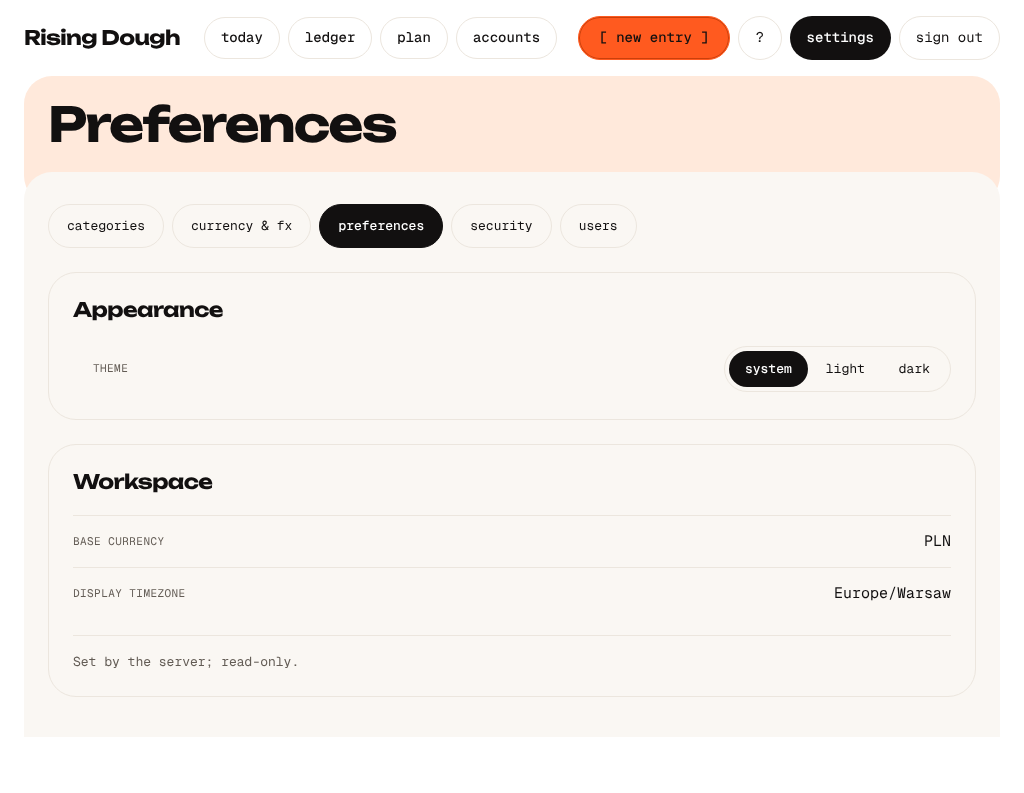 Rising Dough today ledger plan accounts [ new entry ] ? settings sign out
Preferences
categories currency & fx preferences security users
Appearance
THEME system light dark
Workspace
BASE CURRENCY PLN
DISPLAY TIMEZONE Europe/Warsaw
Set by the server; read-only.